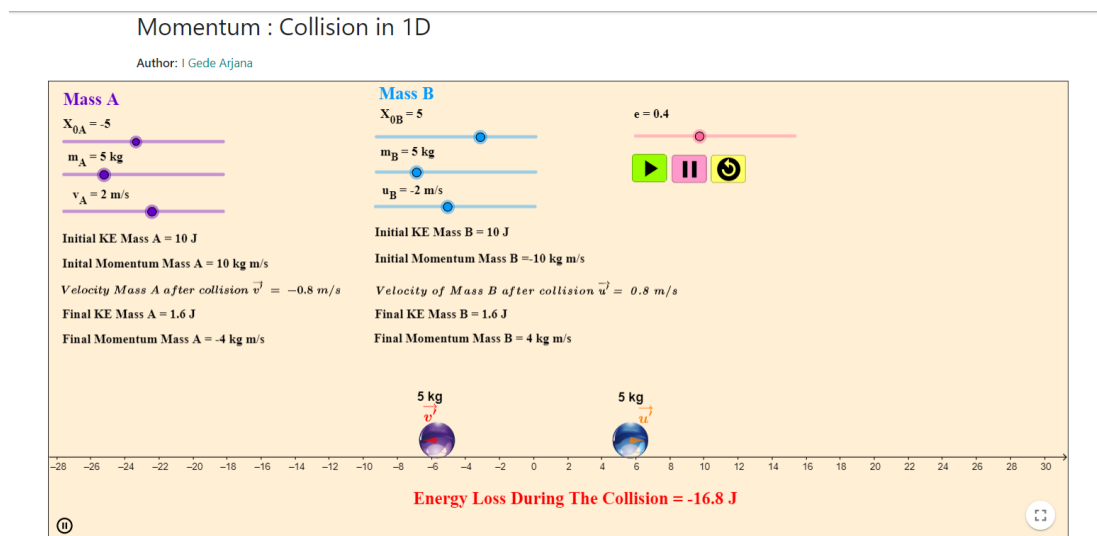 Momentum : Collision in 1D
Author: I Gede Arjana
Mass A
X0A = -5
mA = 5 kg
vA = 2 m/s
Initial KE Mass A = 10 J
Inital Momentum Mass A = 10 kg m/s
Velocity Mass A after collision v⃗' = −0.8 m/s
Final KE Mass A = 1.6 J
Final Momentum Mass A = -4 kg m/s
Mass B
X0B = 5
mB = 5 kg
uB = -2 m/s
Initial KE Mass B = 10 J
Initial Momentum Mass B =-10 kg m/s
Velocity of Mass B after collision u⃗' = 0.8 m/s
Final KE Mass B = 1.6 J
Final Momentum Mass B = 4 kg m/s
e = 0.4
5 kg 5 kg
v⃗' u⃗'
−28 −26 −24 −22 −20 −18 −16 −14 −12 −10 −8 −6 −4 −2 0 2 4 6 8 10 12 14 16 18 20 22 24 26 28 30
Energy Loss During The Collision = -16.8 J